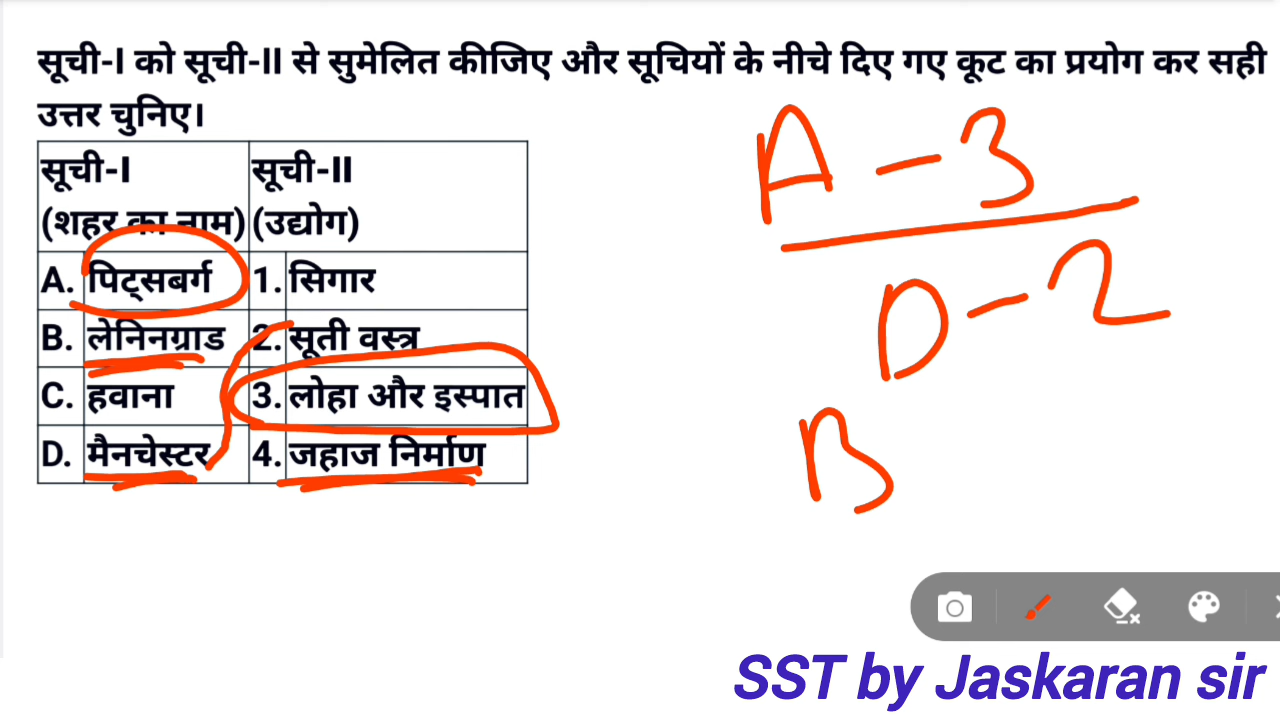 सूची-I को सूची-II से सुमेलित कीजिए और सूचियों के नीचे दिए गए कूट का प्रयोग कर सही
उत्तर चुनिए।
सूची-I सूची-II
(शहर का नाम) (उद्योग)
A. पिट्सबर्ग 1. सिगार
B. लेनिनग्राड 2. सूती वस्त्र
C. हवाना 3. लोहा और इस्पात
D. मैनचेस्टर 4. जहाज निर्माण
A - 3
D - 2
B
SST by Jaskaran sir